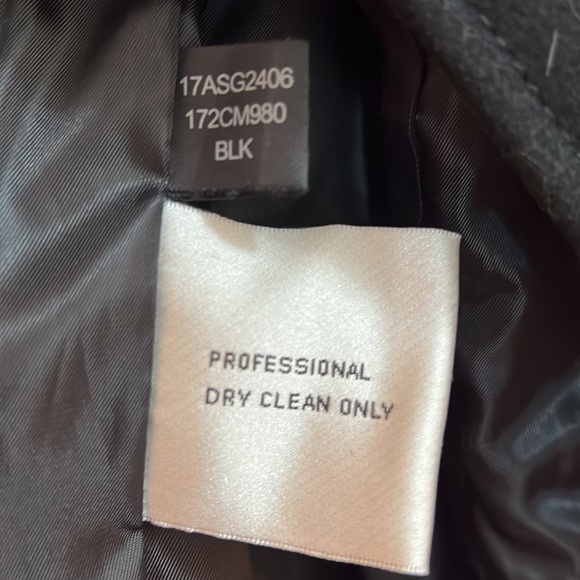 17ASG2406
172CM980
BLK
PROFESSIONAL
DRY CLEAN ONLY